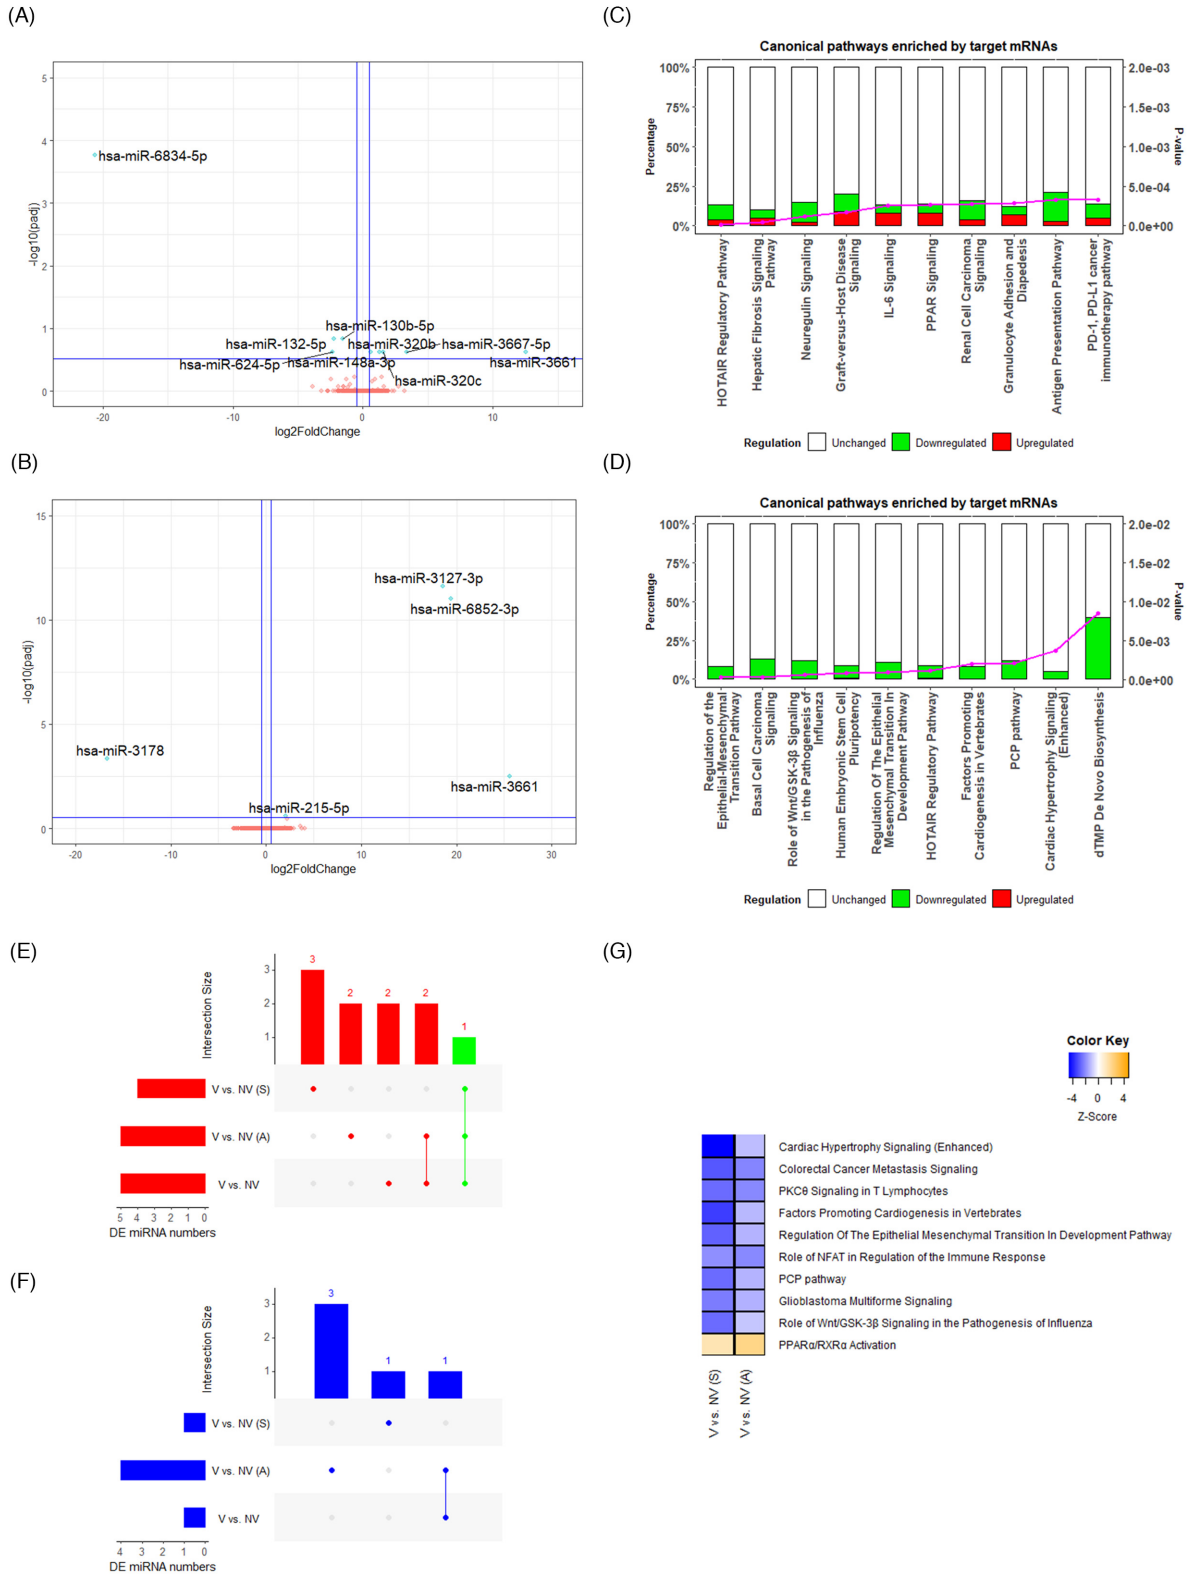 (A)
5
4
3
2
1
0
-log10(padj)
hsa-miR-6834-5p
hsa-miR-130b-5p
hsa-miR-132-5p
hsa-miR-320b
hsa-miR-3667-5p
hsa-miR-624-5p
hsa-miR-148a-3p
hsa-miR-3661
hsa-miR-320c
-20
-10
0
10
log2FoldChange
(B)
15
10
5
0
-log10(padj)
hsa-miR-3127-3p
hsa-miR-6852-3p
hsa-miR-3178
hsa-miR-3661
hsa-miR-215-5p
-20
-10
0
10
20
30
log2FoldChange
(C)
Canonical pathways enriched by target mRNAs
100%
75%
50%
25%
0%
Percentage
2.0e-03
1.5e-03
1.0e-03
5.0e-04
0.0e+00
P-value
HOTAIR Regulatory Pathway
Hepatic Fibrosis Signaling
Pathway
Neuregulin Signaling
Graft-versus-Host Disease
Signaling
IL-6 Signaling
PPAR Signaling
Renal Cell Carcinoma
Signaling
Granulocyte Adhesion and
Diapedesis
Antigen Presentation Pathway
PD-1, PD-L1 cancer
immunotherapy pathway
Regulation
Unchanged
Downregulated
Upregulated
(D)
Canonical pathways enriched by target mRNAs
100%
75%
50%
25%
0%
Percentage
2.0e-02
1.5e-02
1.0e-02
5.0e-03
0.0e+00
P-value
Regulation of the
Epithelial-Mesenchymal
Transition Pathway
Basal Cell Carcinoma
Signaling
Role of Wnt/GSK-3β Signaling
in the Pathogenesis of
Influenza
Human Embryonic Stem Cell
Pluripotency
Regulation Of The Epithelial
Mesenchymal Transition In
Development Pathway
HOTAIR Regulatory Pathway
Factors Promoting
Cardiogenesis in Vertebrates
PCP pathway
Cardiac Hypertrophy Signaling
(Enhanced)
dTMP De Novo Biosynthesis
Regulation
Unchanged
Downregulated
Upregulated
(E)
Intersection Size
3
2
1
3
2
2
2
1
V vs. NV (S)
V vs. NV (A)
V vs. NV
5 4 3 2 1 0
DE miRNA numbers
(F)
Intersection Size
3
2
1
3
1
1
V vs. NV (S)
V vs. NV (A)
V vs. NV
4 3 2 1 0
DE miRNA numbers
(G)
Color Key
-4 0 4
Z-Score
Cardiac Hypertrophy Signaling (Enhanced)
Colorectal Cancer Metastasis Signaling
PKCθ Signaling in T Lymphocytes
Factors Promoting Cardiogenesis in Vertebrates
Regulation Of The Epithelial Mesenchymal Transition In Development Pathway
Role of NFAT in Regulation of the Immune Response
PCP pathway
Glioblastoma Multiforme Signaling
Role of Wnt/GSK-3β Signaling in the Pathogenesis of Influenza
PPARα/RXRα Activation
V vs. NV (S)
V vs. NV (A)